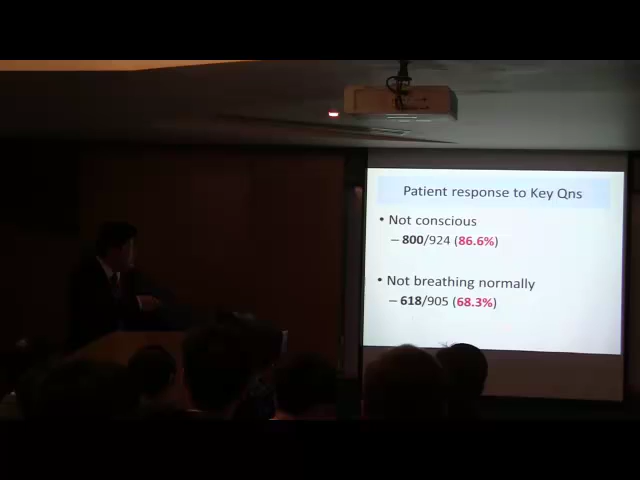 Patient response to Key Qns
• Not conscious
– 800/924 (86.6%)
• Not breathing normally
– 618/905 (68.3%)